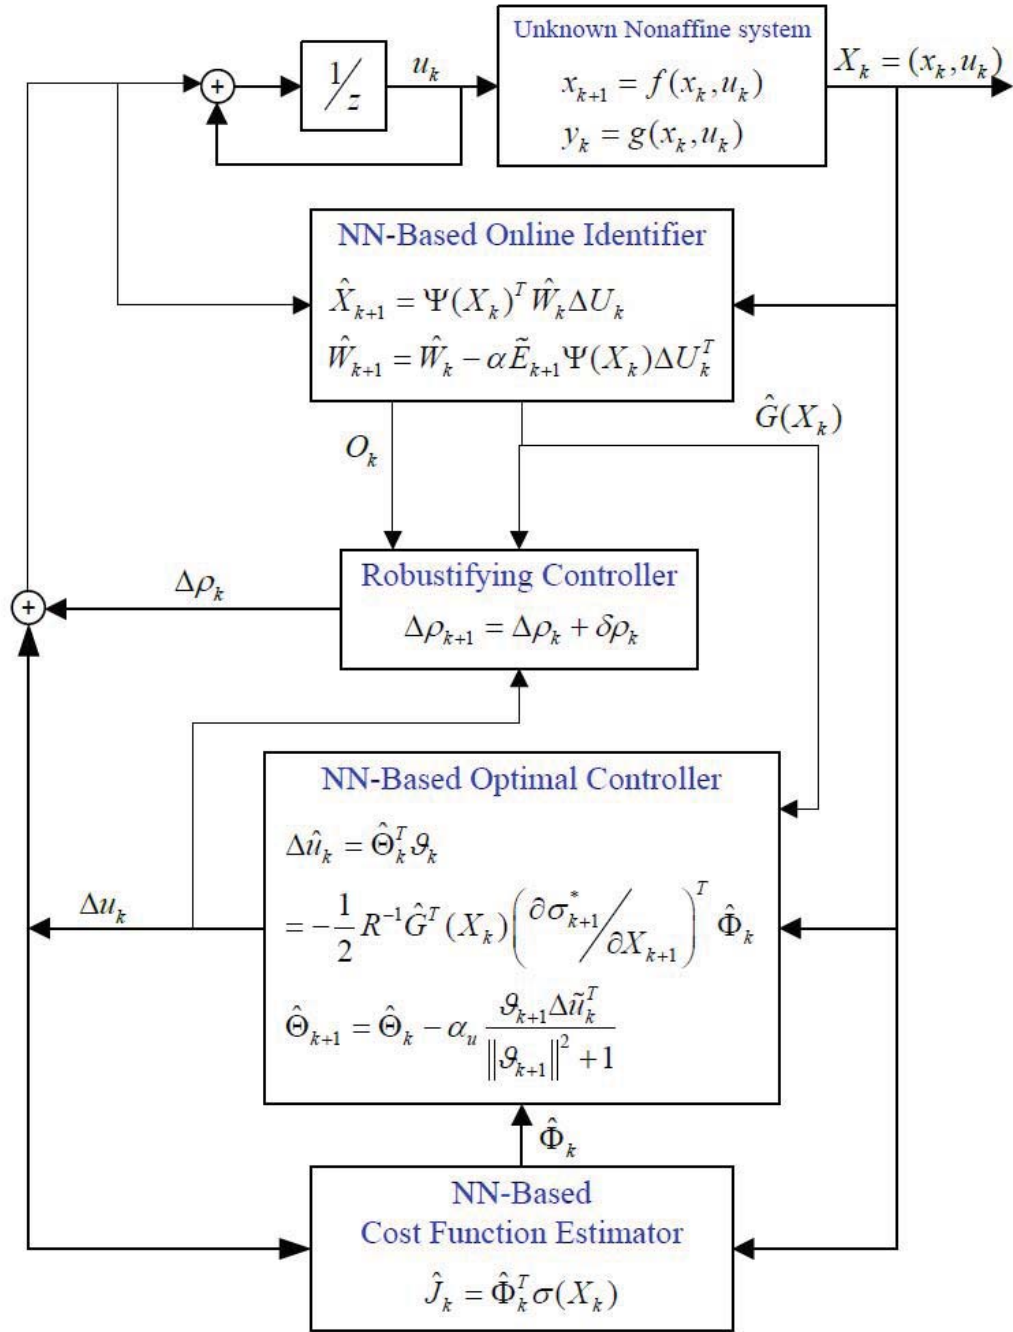 Unknown Nonaffine system
x_{k+1} = f(x_k, u_k)
y_k = g(x_k, u_k)
+
1/z
u_k
X_k = (x_k, u_k)
NN-Based Online Identifier
X̂_{k+1} = Ψ(X_k)^T Ŵ_k ΔU_k
Ŵ_{k+1} = Ŵ_k − αẼ_{k+1} Ψ(X_k) ΔU_k^T
O_k
Ĝ(X_k)
Robustifying Controller
Δρ_{k+1} = Δρ_k + δρ_k
Δρ_k
+
NN-Based Optimal Controller
Δû_k = Θ̂_k^T ϑ_k
= −\frac{1}{2} R^{−1} Ĝ^T (X_k) (∂σ^*_{k+1} / ∂X_{k+1})^T Φ̂_k
Θ̂_{k+1} = Θ̂_k − α_u \frac{ϑ_{k+1} Δũ_k^T}{‖ϑ_{k+1}‖^2 + 1}
Δu_k
Φ̂_k
NN-Based
Cost Function Estimator
Ĵ_k = Φ̂_k^T σ(X_k)